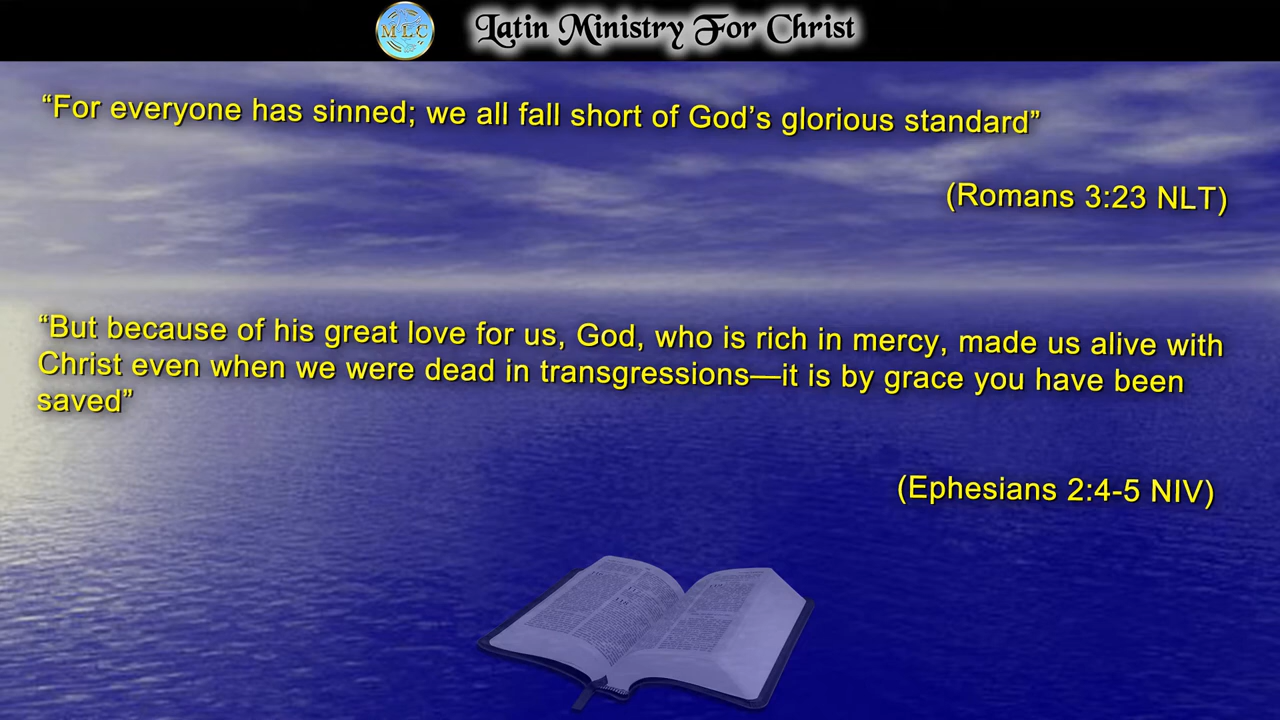 MLC
Latin Ministry For Christ
“For everyone has sinned; we all fall short of God’s glorious standard”
(Romans 3:23 NLT)
“But because of his great love for us, God, who is rich in mercy, made us alive with
Christ even when we were dead in transgressions—it is by grace you have been
saved”
(Ephesians 2:4-5 NIV)